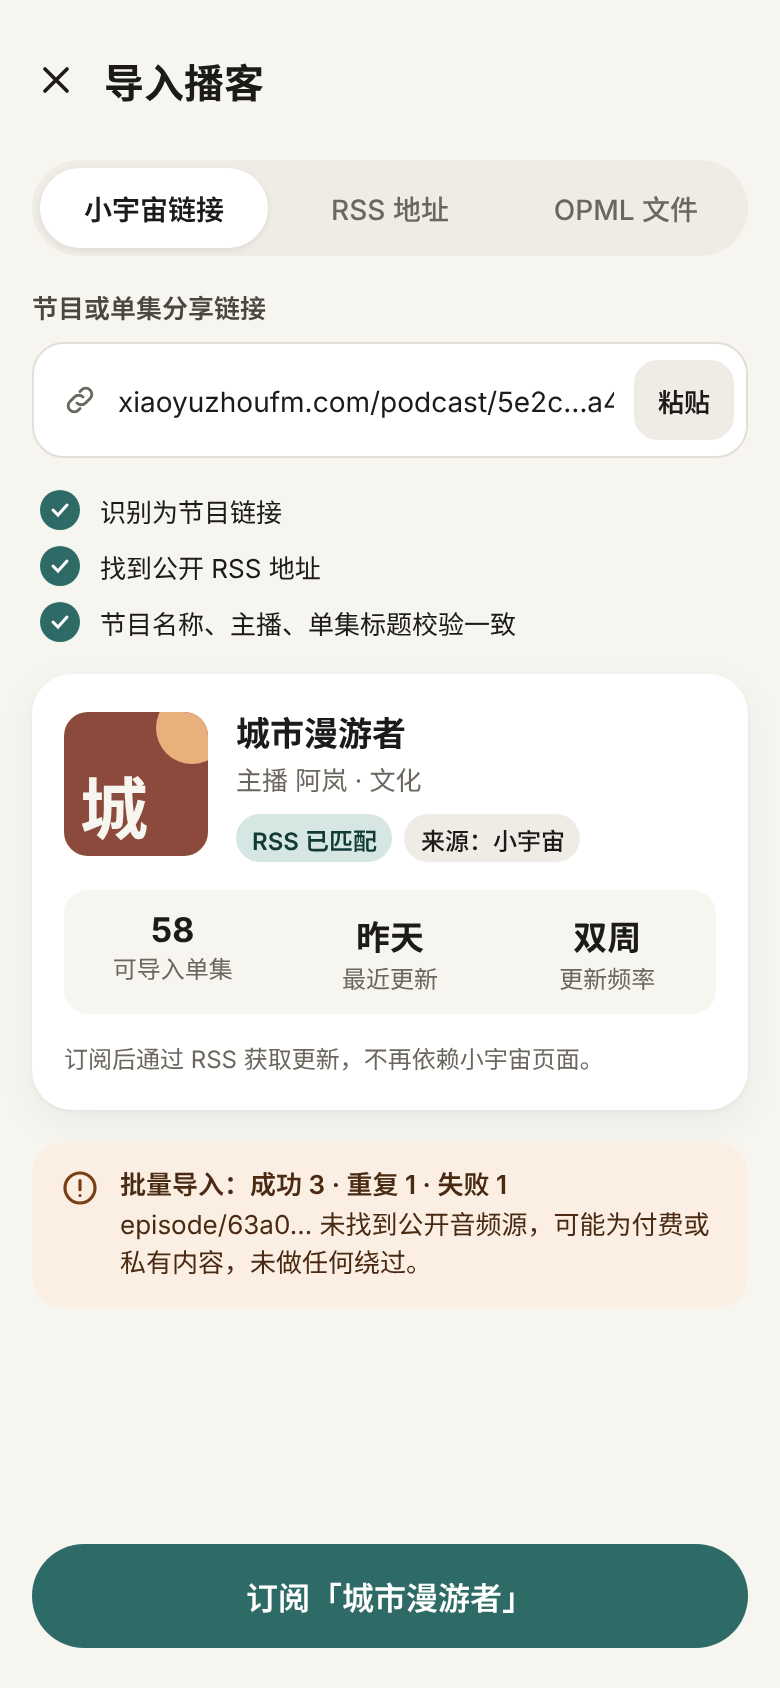 导入播客
小宇宙链接
RSS 地址
OPML 文件
节目或单集分享链接
xiaoyuzhoufm.com/podcast/5e2c...a4
粘贴
识别为节目链接
找到公开 RSS 地址
节目名称、主播、单集标题校验一致
城
城市漫游者
主播 阿岚 · 文化
RSS 已匹配
来源：小宇宙
58
可导入单集
昨天
最近更新
双周
更新频率
订阅后通过 RSS 获取更新，不再依赖小宇宙页面。
批量导入：成功 3 · 重复 1 · 失败 1
episode/63a0... 未找到公开音频源，可能为付费或
私有内容，未做任何绕过。
订阅「城市漫游者」